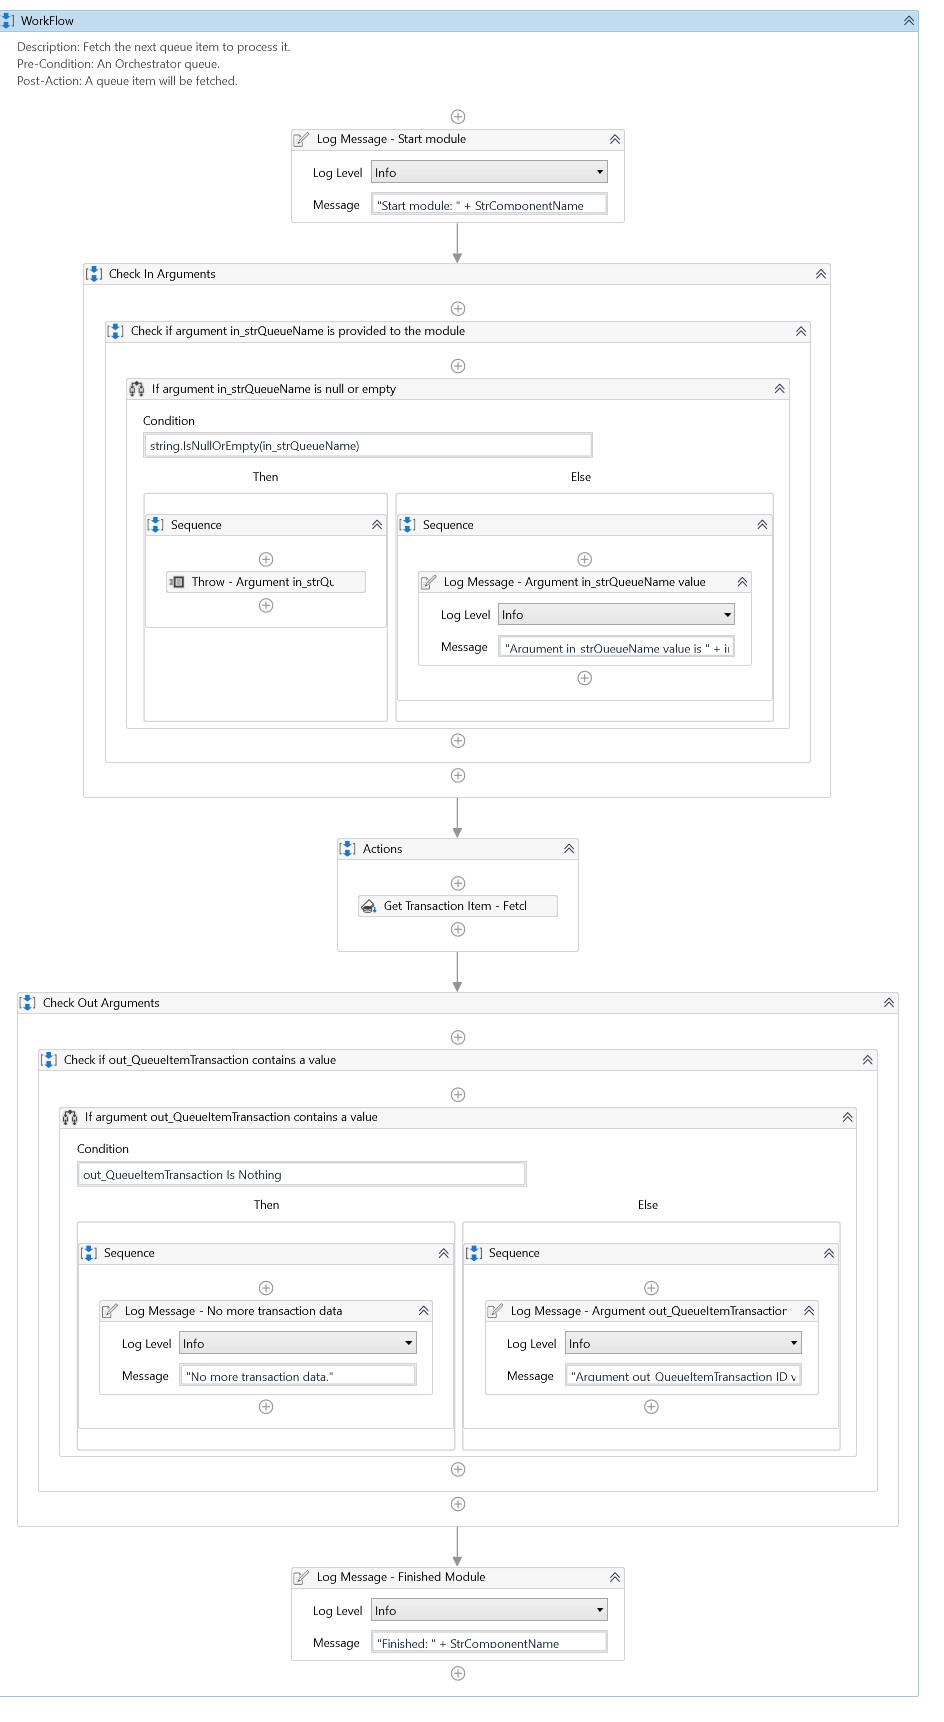 WorkFlow
Description: Fetch the next queue item to process it.
Pre-Condition: An Orchestrator queue.
Post-Action: A queue item will be fetched.
Log Message - Start module
Log Level Info
Message "Start module: " + StrComponentName
Check In Arguments
Check if argument in_strQueueName is provided to the module
If argument in_strQueueName is null or empty
Condition
string.IsNullOrEmpty(in_strQueueName)
Then Else
Sequence Sequence
Throw - Argument in_strQu Log Message - Argument in_strQueueName value
Log Level Info
Message "Argument in_strQueueName value is " + i
Actions
Get Transaction Item - Fetcl
Check Out Arguments
Check if out_QueueItemTransaction contains a value
If argument out_QueueItemTransaction contains a value
Condition
out_QueueItemTransaction Is Nothing
Then Else
Sequence Sequence
Log Message - No more transaction data Log Message - Argument out_QueueItemTransaction
Log Level Info Log Level Info
Message "No more transaction data." Message "Argument out_QueueItemTransaction ID v
Log Message - Finished Module
Log Level Info
Message "Finished: " + StrComponentName